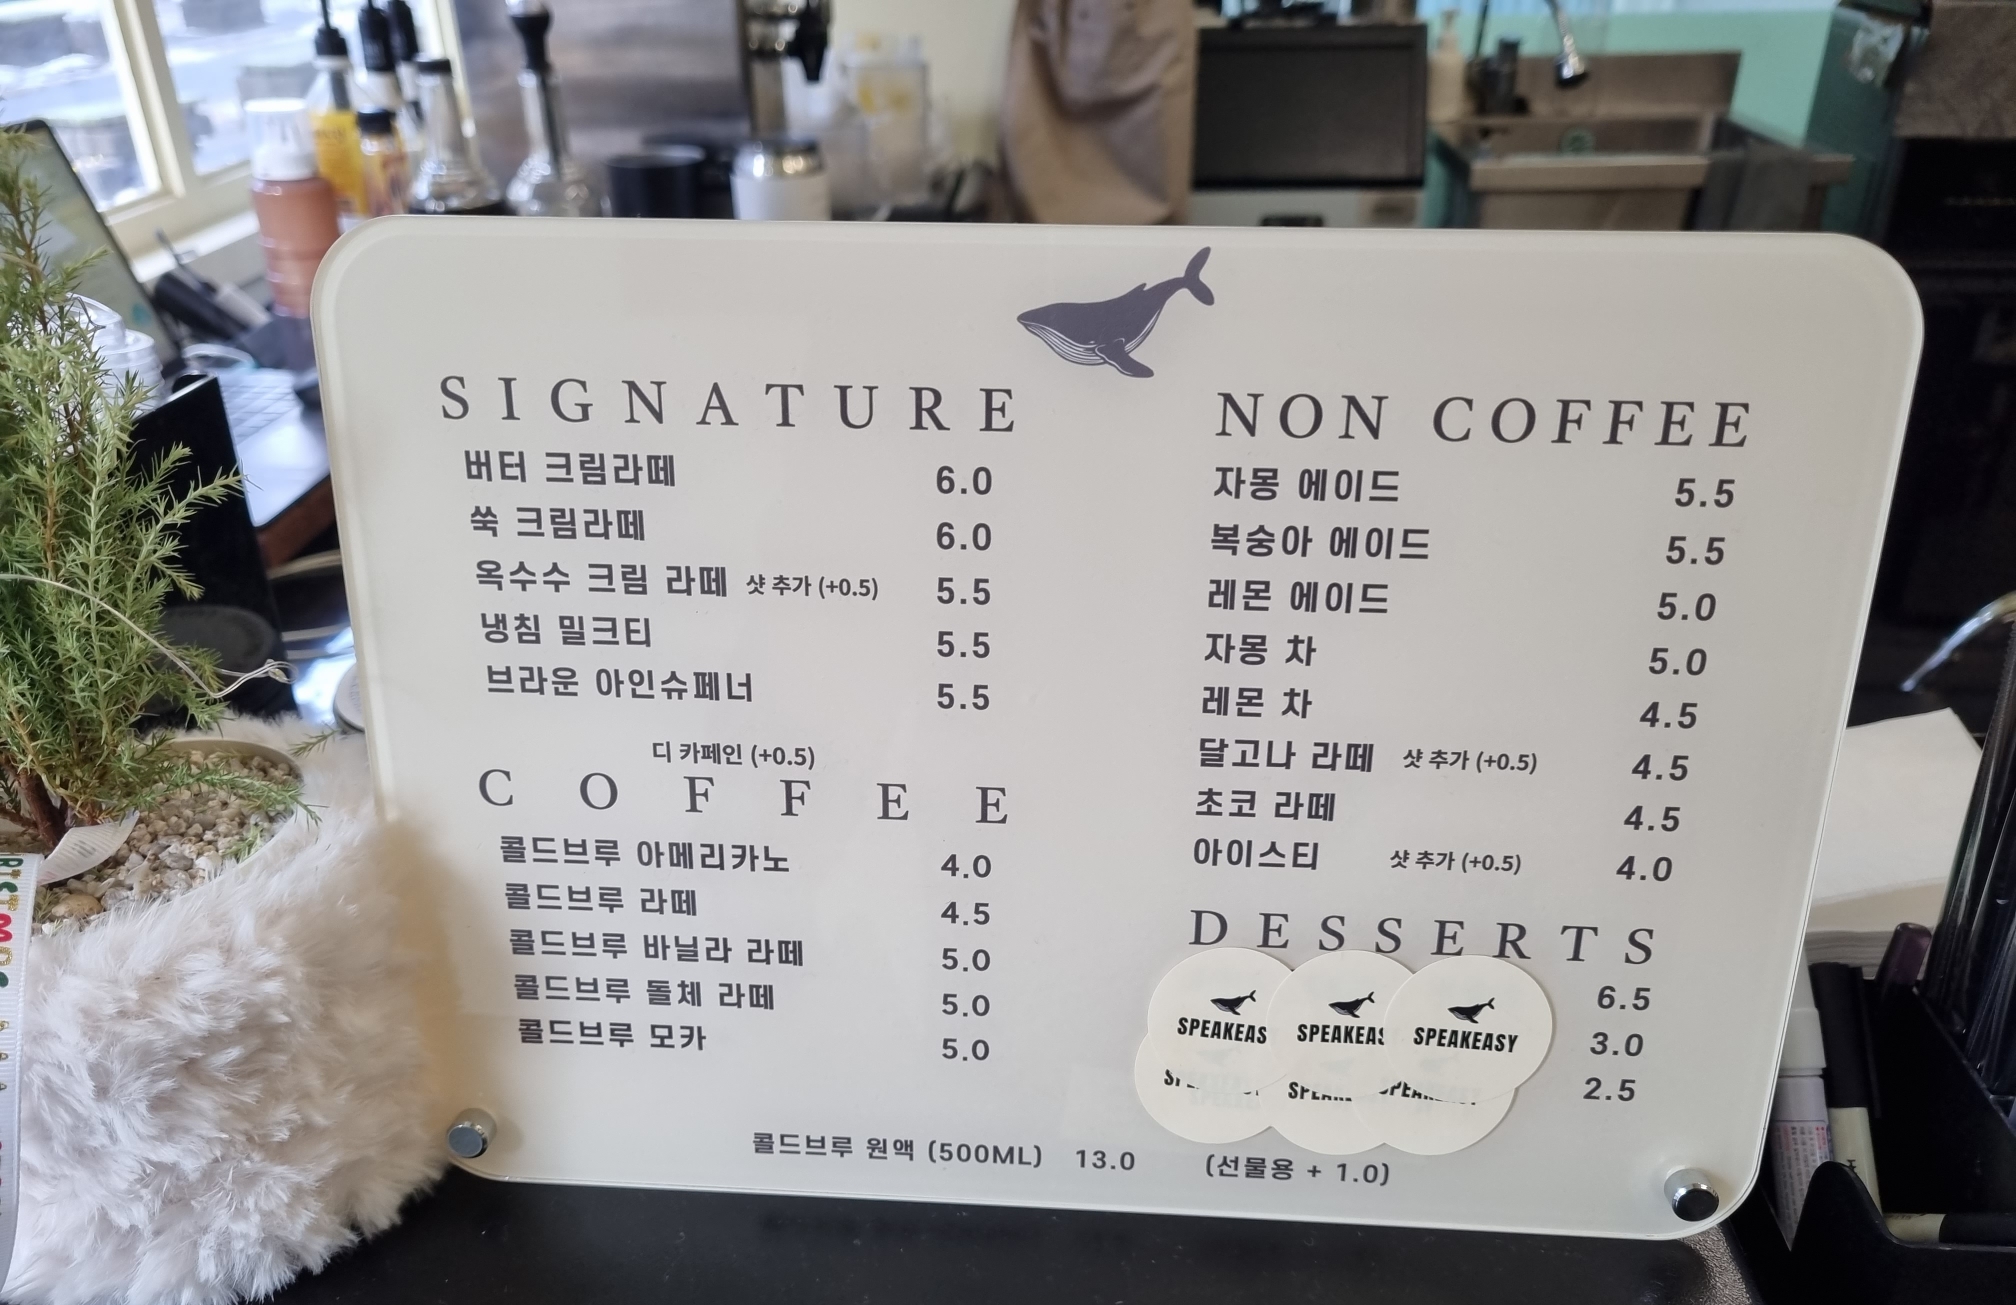 SIGNATURE
버터 크림라떼 6.0
쑥 크림라떼 6.0
옥수수 크림 라떼 샷 추가 (+0.5) 5.5
냉침 밀크티 5.5
브라운 아인슈페너 5.5
디 카페인 (+0.5)
COFFEE
콜드브루 아메리카노 4.0
콜드브루 라떼 4.5
콜드브루 바닐라 라떼 5.0
콜드브루 돌체 라떼 5.0
콜드브루 모카 5.0
NON COFFEE
자몽 에이드 5.5
복숭아 에이드 5.5
레몬 에이드 5.0
자몽 차 5.0
레몬 차 4.5
달고나 라떼 샷 추가 (+0.5) 4.5
초코 라떼 4.5
아이스티 샷 추가 (+0.5) 4.0
DESSERTS
6.5
SPEAKEAS SPEAKEAS SPEAKEASY 3.0
2.5
콜드브루 원액 (500ML) 13.0 (선물용 + 1.0)